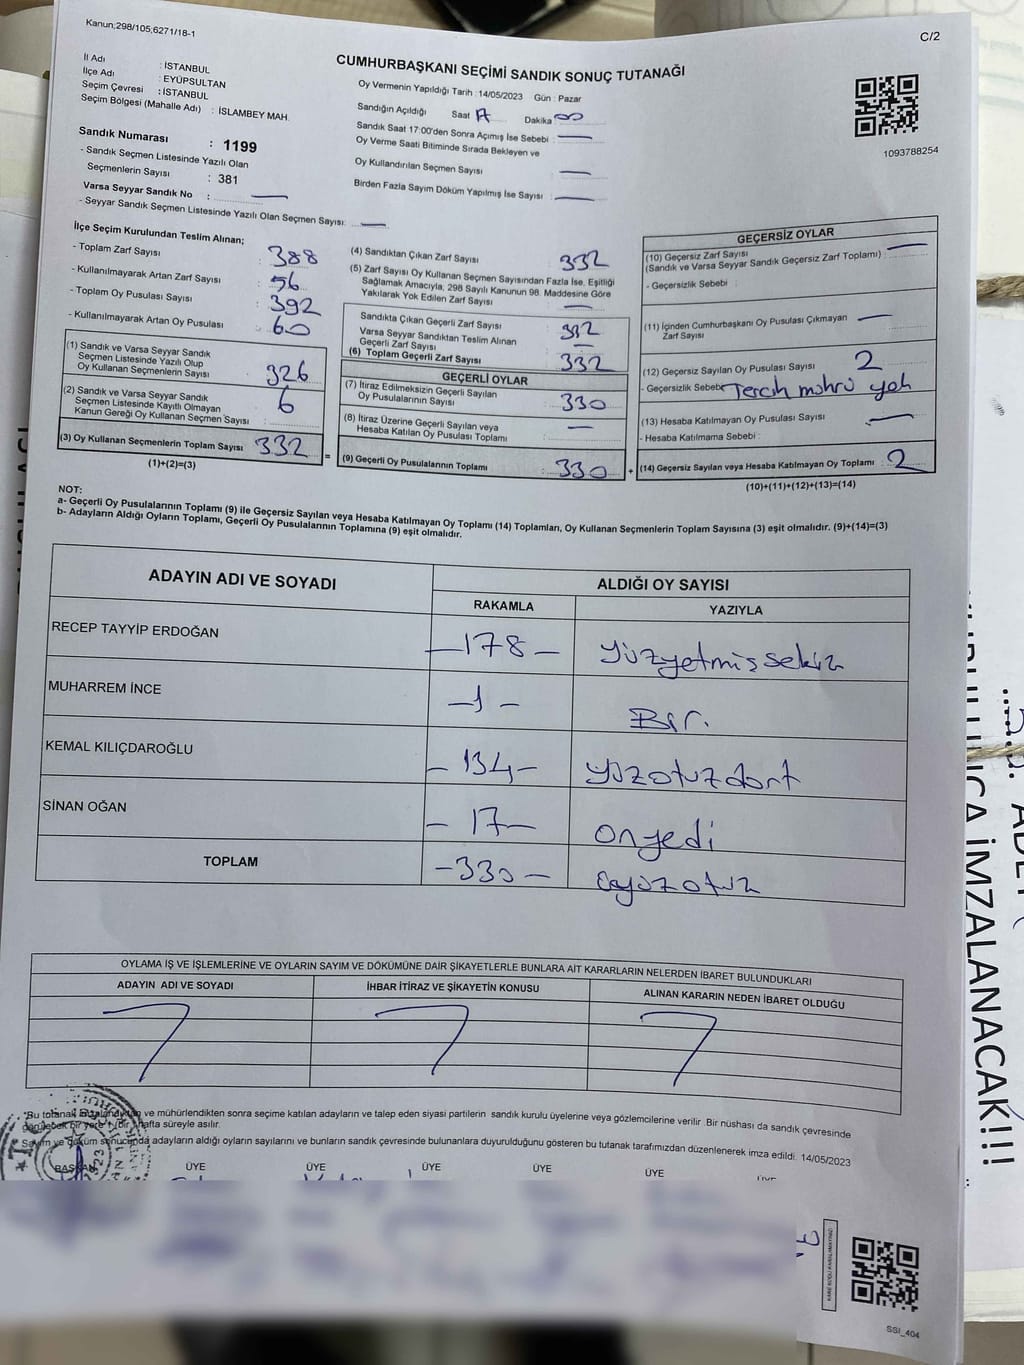 Kanun;298/105;6271/18-1
C/2
CUMHURBAŞKANI SEÇİMİ SANDIK SONUÇ TUTANAĞI
İl Adı : İSTANBUL
İlçe Adı : EYÜPSULTAN
Seçim Çevresi : İSTANBUL
Seçim Bölgesi (Mahalle Adı) : İSLAMBEY MAH.
Oy Vermenin Yapıldığı Tarih : 14/05/2023 Gün : Pazar
Sandığın Açıldığı Saat 17 Dakika 00
Sandık Saat 17:00'den Sonra Açımış İse Sebebi : —
Oy Verme Saati Bitiminde Sırada Bekleyen ve
Oy Kullandırılan Seçmen Sayısı —
Birden Fazla Sayım Döküm Yapılmış İse Sayısı : —
1093788254
Sandık Numarası : 1199
- Sandık Seçmen Listesinde Yazılı Olan
Seçmenlerin Sayısı : 381
Varsa Seyyar Sandık No : —
- Seyyar Sandık Seçmen Listesinde Yazılı Olan Seçmen Sayısı: —
İlçe Seçim Kurulundan Teslim Alınan;
- Toplam Zarf Sayısı : 388
- Kullanılmayarak Artan Zarf Sayısı : 56
- Toplam Oy Pusulası Sayısı : 392
- Kullanılmayarak Artan Oy Pusulası : 60
(1) Sandık ve Varsa Seyyar Sandık
Seçmen Listesinde Yazılı Olup
Oy Kullanan Seçmenlerin Sayısı : 326
(2) Sandık ve Varsa Seyyar Sandık
Seçmen Listesinde Kayıtlı Olmayan
Kanun Gereği Oy Kullanan Seçmen Sayısı : 6
(3) Oy Kullanan Seçmenlerin Toplam Sayısı : 332
(1)+(2)=(3)
(4) Sandıktan Çıkan Zarf Sayısı : 332
(5) Zarf Sayısı Oy Kullanan Seçmen Sayısından Fazla İse, Eşitliği
Sağlamak Amacıyla, 298 Sayılı Kanunun 98. Maddesine Göre
Yakılarak Yok Edilen Zarf Sayısı : —
Sandıkta Çıkan Geçerli Zarf Sayısı : 332
Varsa Seyyar Sandıktan Teslim Alınan
Geçerli Zarf Sayısı : —
(6) Toplam Geçerli Zarf Sayısı : 332
GEÇERLİ OYLAR
(7) İtiraz Edilmeksizin Geçerli Sayılan
Oy Pusulalarının Sayısı : 330
(8) İtiraz Üzerine Geçerli Sayılan veya
Hesaba Katılan Oy Pusulası Toplamı : —
(9) Geçerli Oy Pusulalarının Toplamı : 330
GEÇERSİZ OYLAR
(10) Geçersiz Zarf Sayısı
(Sandık ve Varsa Seyyar Sandık Geçersiz Zarf Toplamı) : —
- Geçersizlik Sebebi :
(11) İçinden Cumhurbaşkanı Oy Pusulası Çıkmayan
Zarf Sayısı : —
(12) Geçersiz Sayılan Oy Pusulası Sayısı : 2
- Geçersizlik Sebebi Tercih mührü yok
(13) Hesaba Katılmayan Oy Pusulası Sayısı : —
- Hesaba Katılmama Sebebi :
(14) Geçersiz Sayılan veya Hesaba Katılmayan Oy Toplamı : 2
(10)+(11)+(12)+(13)=(14)
NOT:
a- Geçerli Oy Pusulalarının Toplamı (9) ile Geçersiz Sayılan veya Hesaba Katılmayan Oy Toplamı (14) Toplamları, Oy Kullanan Seçmenlerin Toplam Sayısına (3) eşit olmalıdır. (9)+(14)=(3)
b- Adayların Aldığı Oyların Toplamı, Geçerli Oy Pusulalarının Toplamına (9) eşit olmalıdır.
ADAYIN ADI VE SOYADI ALDIĞI OY SAYISI
RAKAMLA YAZIYLA
RECEP TAYYİP ERDOĞAN —178— Yüzyetmişsekiz
MUHARREM İNCE —1— Bir.
KEMAL KILIÇDAROĞLU —134— Yüzotuzdört
SİNAN OĞAN —17— onyedi
TOPLAM —330— üçyüzotuz
OYLAMA İŞ VE İŞLEMLERİNE VE OYLARIN SAYIM VE DÖKÜMÜNE DAİR ŞİKAYETLERLE BUNLARA AİT KARARLARIN NELERDEN İBARET BULUNDUKLARI
ADAYIN ADI VE SOYADI İHBAR İTİRAZ VE ŞİKAYETİN KONUSU ALINAN KARARIN NEDEN İBARET OLDUĞU
"Bu tutanak ve mühürlendikten sonra seçime katılan adayların ve talep eden siyasi partilerin sandık kurulu üyelerine veya gözlemcilerine verilir .Bir nüshası da sandık çevresinde
görülebek bir yere 1 (Bir) hafta süreyle asılır.
Sayım ve döküm sonucunda adayların aldığı oyların sayılarını ve bunların sandık çevresinde bulunanlara duyurulduğunu gösteren bu tutanak tarafımızdan düzenlenerek imza edildi. 14/05/2023
BAŞKAN ÜYE ÜYE ÜYE ÜYE ÜYE
SSI_404
İMZALANACAK!!!